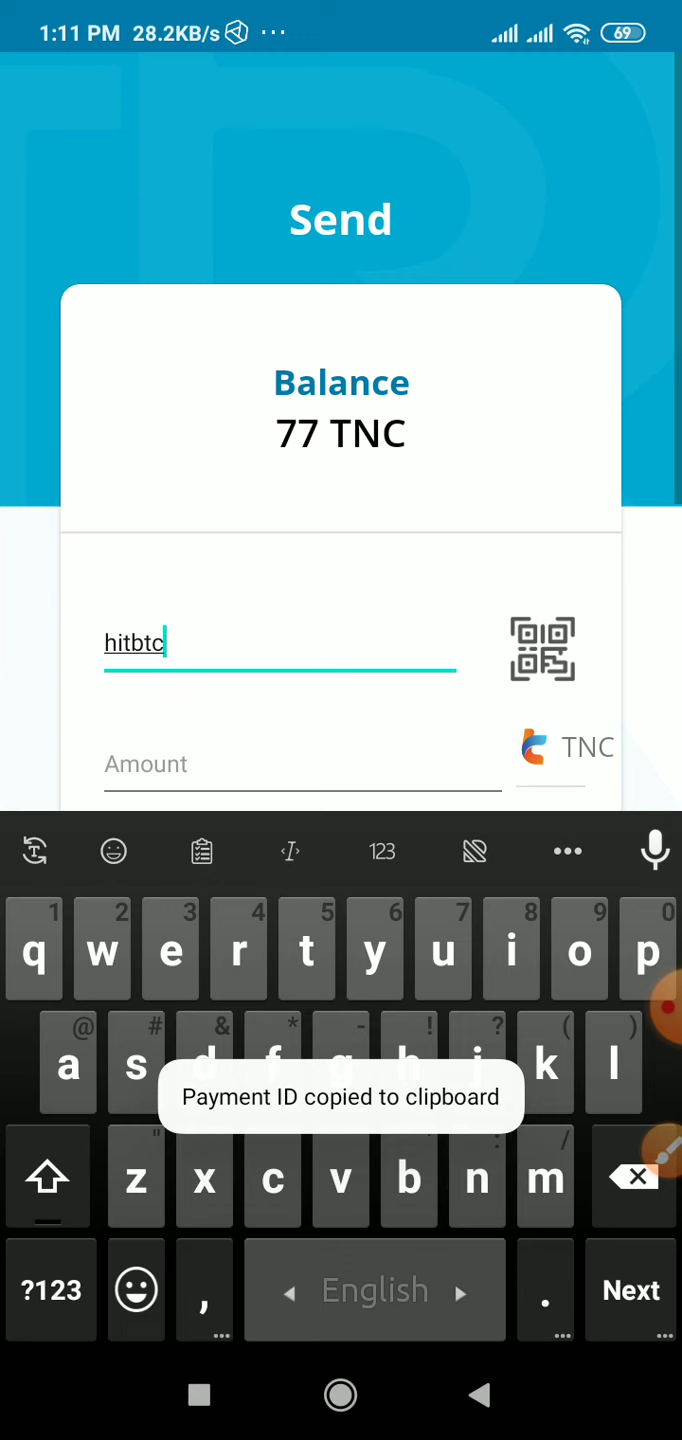 1:11 PM 28.2KB/s ... 69
Send
Balance
77 TNC
hitbtc
Amount
TNC
123
1 2 3 4 5 6 7 8 9 0
q w e r t y u i o p
@ # & * - ! ? ( )
a s d f g h j k l
Payment ID copied to clipboard
" : /
z x c v b n m
?123 , English . Next